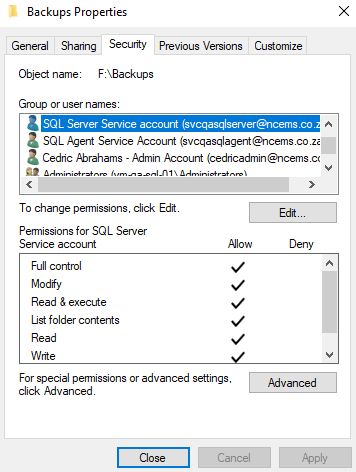 Backups Properties
General Sharing Security Previous Versions Customize
Object name: F:\Backups
Group or user names:
SQL Server Service account (svcqasqlserver@ncems.co.za
SQL Agent Service account (svcqasqlagent@ncems.co.za
Cedric Abrahams - Admin Account (cedricadmin@ncems.co
Administrators (vm-qa-sql-01\Administrators)
To change permissions, click Edit.
Edit...
Permissions for SQL Server
Service account Allow Deny
Full control
Modify
Read & execute
List folder contents
Read
Write
For special permissions or advanced settings,
click Advanced.
Advanced
Close Cancel Apply